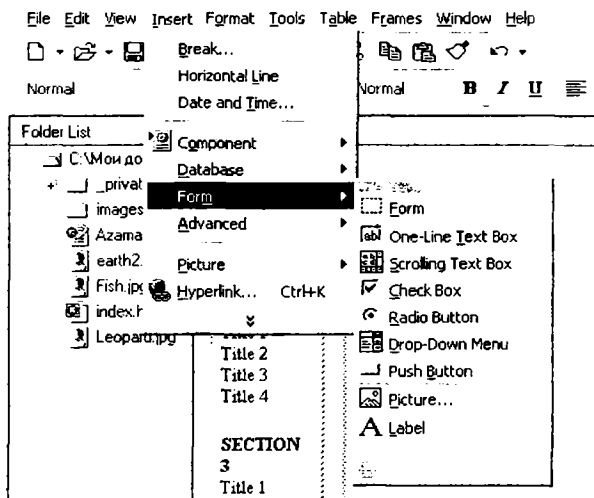 File Edit View Insert Format Tools Table Frames Window Help
Break...
Horizontal Line
Date and Time...
Component
Database
Form
Advanced
Picture
Hyperlink... Ctrl+K
Normal
Normal B I U
Folder List
C:\Мои до
_privat
images
Azama
earth2.
Fish.jpg
index.h
Leopard.jpg
Form
One-Line Text Box
Scrolling Text Box
Check Box
Radio Button
Drop-Down Menu
Push Button
Picture...
Label
Title 2
Title 3
Title 4
SECTION
3
Title 1